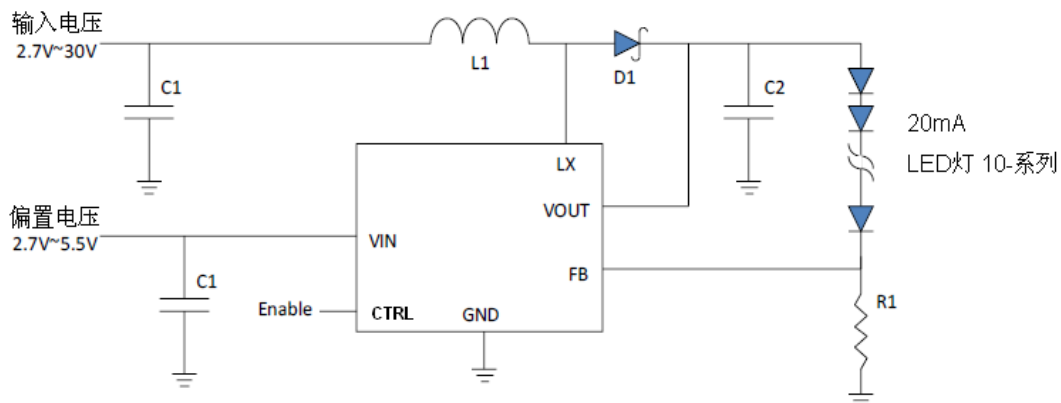 输入电压
2.7V~30V
L1
D1
C1
C2
20mA
LED灯 10-系列
LX
VOUT
偏置电压
2.7V~5.5V
VIN
FB
C1
R1
Enable
CTRL
GND